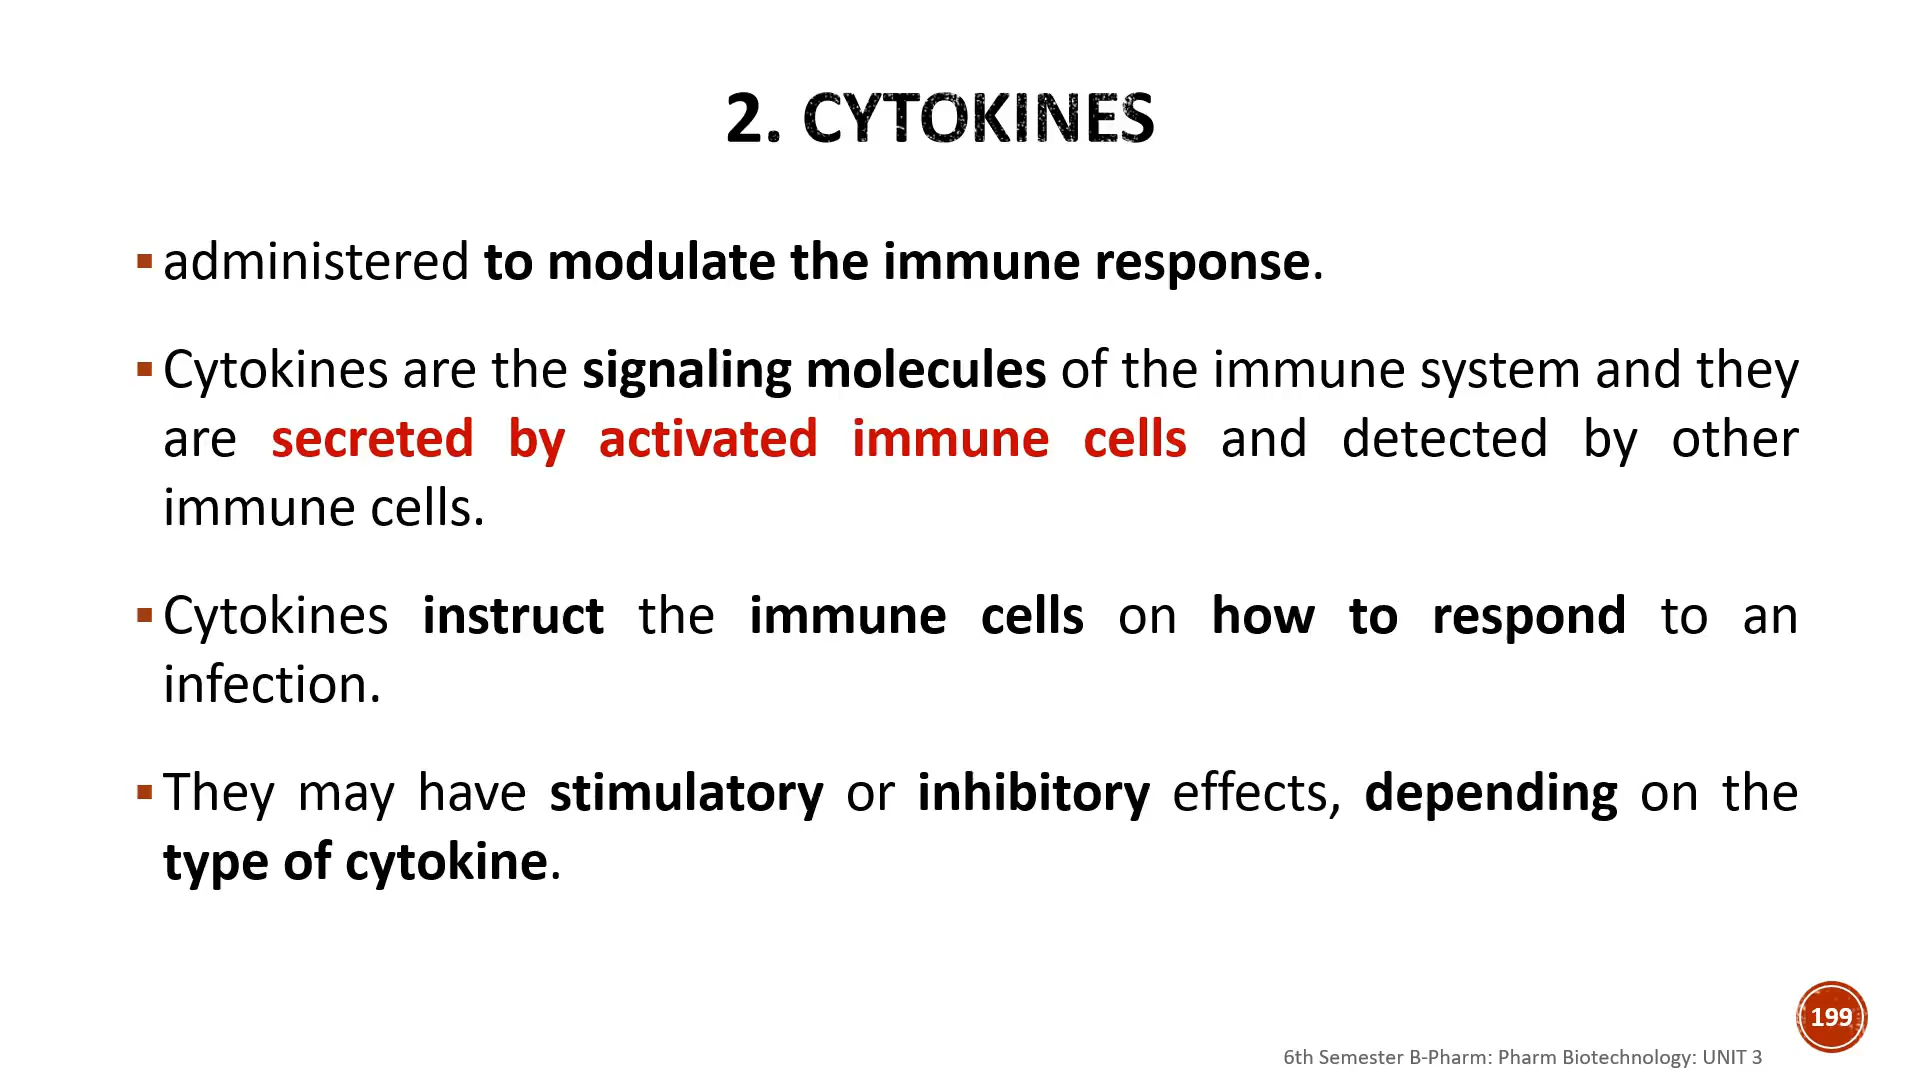 2. CYTOKINES
▪administered to modulate the immune response.
▪Cytokines are the signaling molecules of the immune system and they
are secreted by activated immune cells and detected by other
immune cells.
▪Cytokines instruct the immune cells on how to respond to an
infection.
▪They may have stimulatory or inhibitory effects, depending on the
type of cytokine.
199
6th Semester B-Pharm: Pharm Biotechnology: UNIT 3